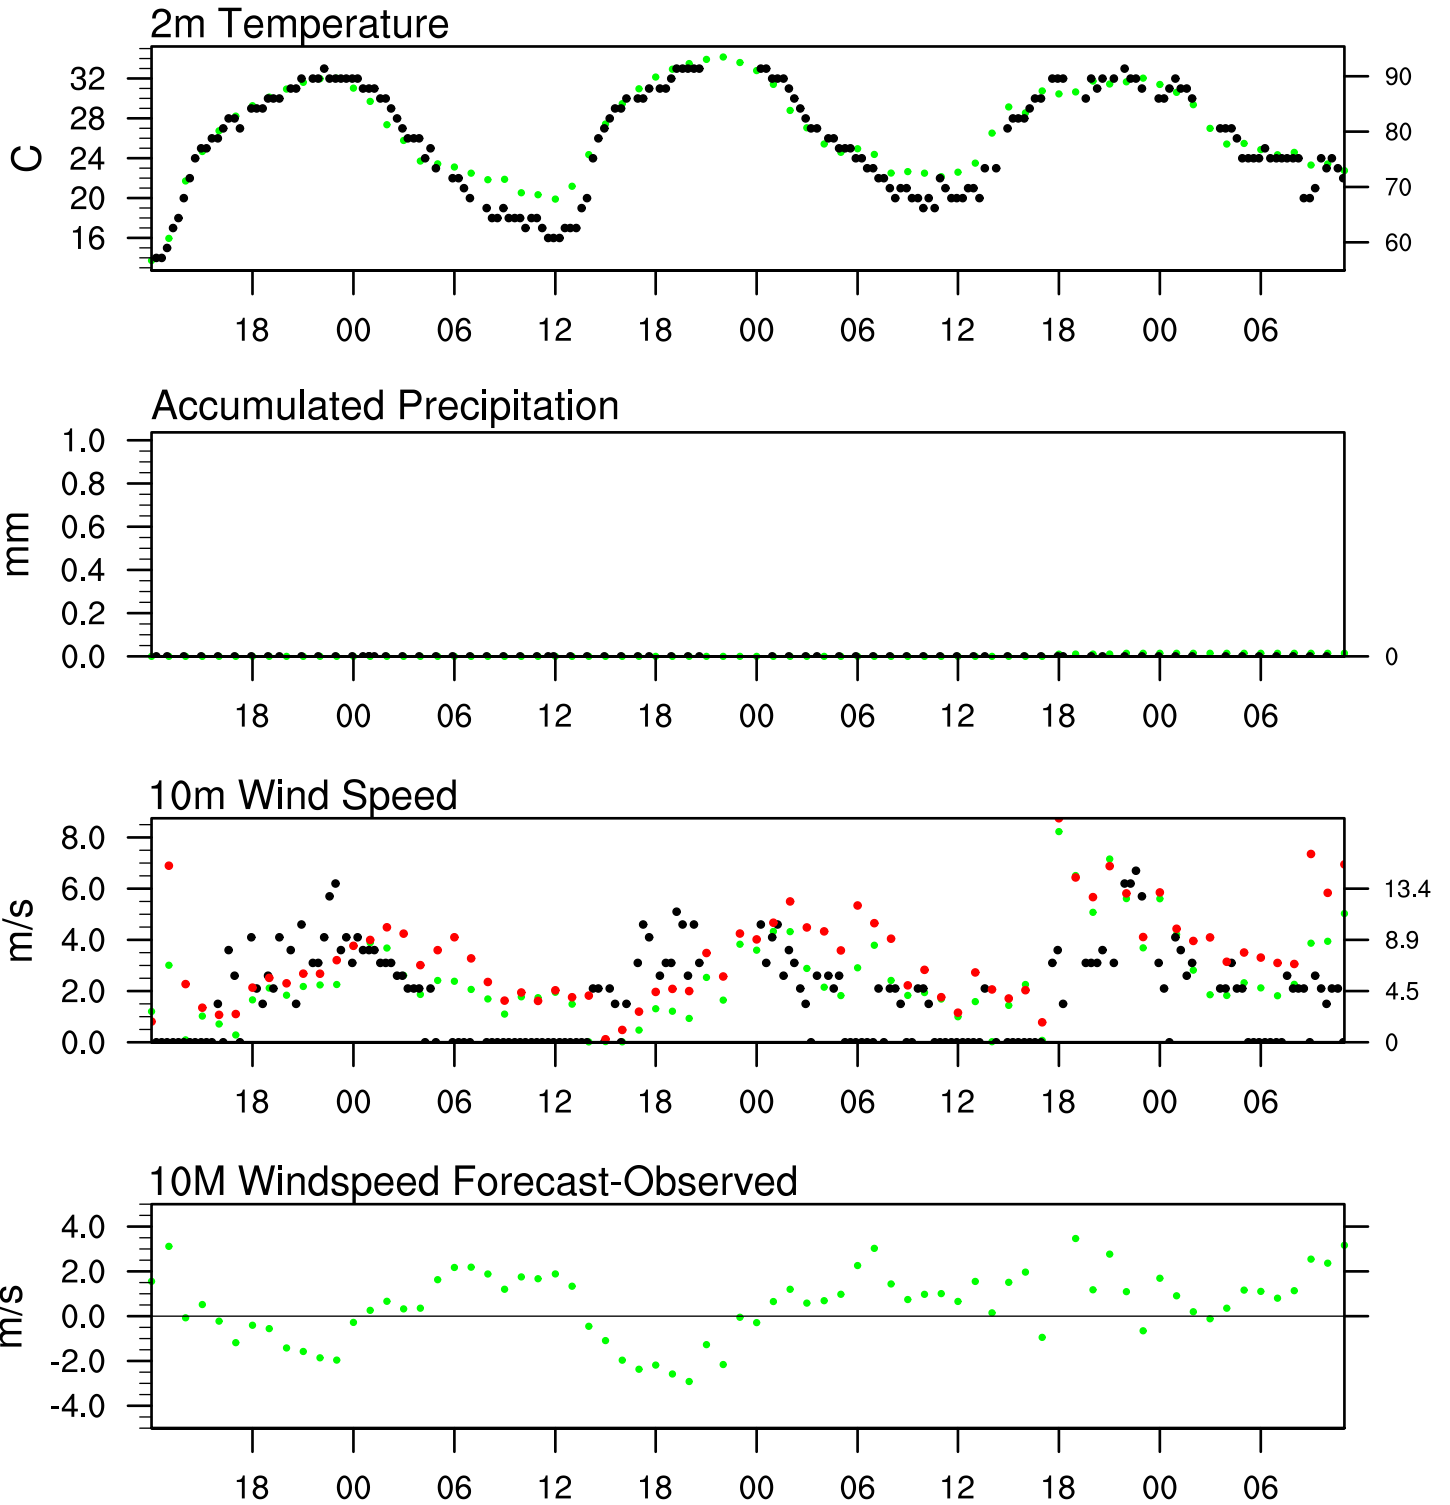 2m Temperature
32 90
28
80
24
C
20 70
16 60
18 00 06 12 18 00 06 12 18 00 06
Accumulated Precipitation
1.0
0.8
0.6
mm
0.4
0.2
0.0 0
18 00 06 12 18 00 06 12 18 00 06
10m Wind Speed
8.0
6.0 13.4
m/s
4.0 8.9
2.0 4.5
0.0 0
18 00 06 12 18 00 06 12 18 00 06
10M Windspeed Forecast-Observed
4.0
2.0
m/s
0.0
-2.0
-4.0
18 00 06 12 18 00 06 12 18 00 06